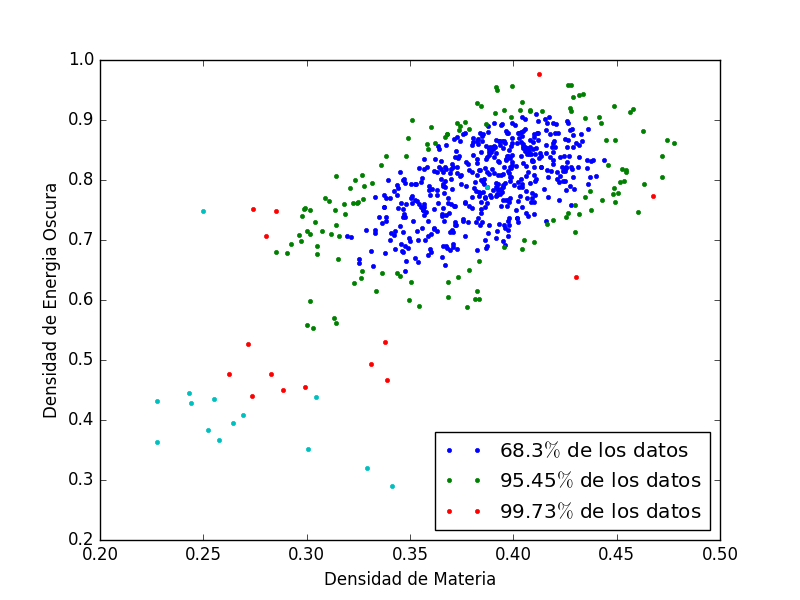 1.0
0.9
0.8
0.7
0.6
0.5
0.4
0.3
0.2
Densidad de Energia Oscura
68.3% de los datos
95.45% de los datos
99.73% de los datos
0.20 0.25 0.30 0.35 0.40 0.45 0.50
Densidad de Materia